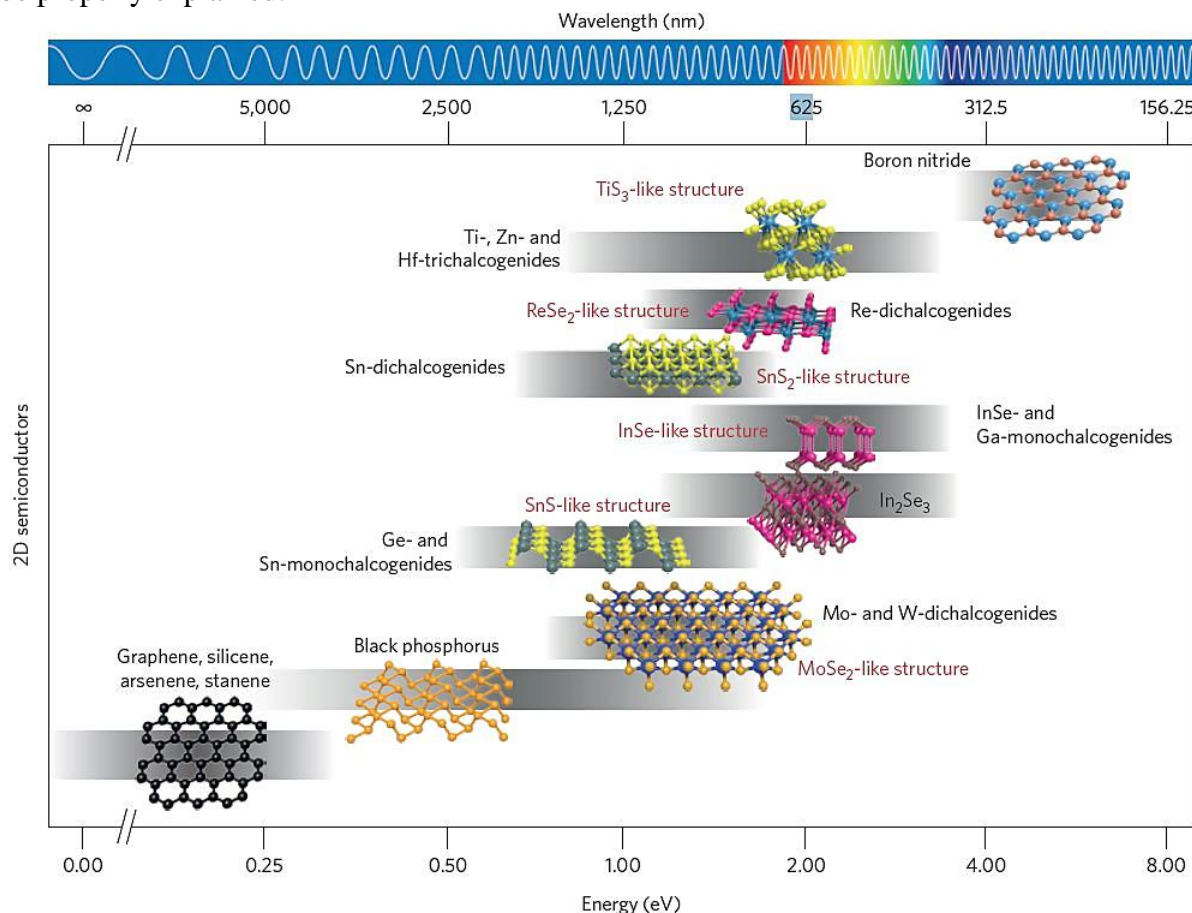 Wavelength (nm)
∞ 5,000 2,500 1,250 625 312.5 156.25
Boron nitride
TiS₃-like structure
Ti-, Zn- and
Hf-trichalcogenides
ReSe₂-like structure
Re-dichalcogenides
Sn-dichalcogenides
SnS₂-like structure
InSe- and
Ga-monochalcogenides
InSe-like structure
In₂Se₃
SnS-like structure
Ge- and
Sn-monochalcogenides
Mo- and W-dichalcogenides
MoSe₂-like structure
Black phosphorus
Graphene, silicene,
arsenene, stanene
2D semiconductors
0.00 0.25 0.50 1.00 2.00 4.00 8.00
Energy (eV)